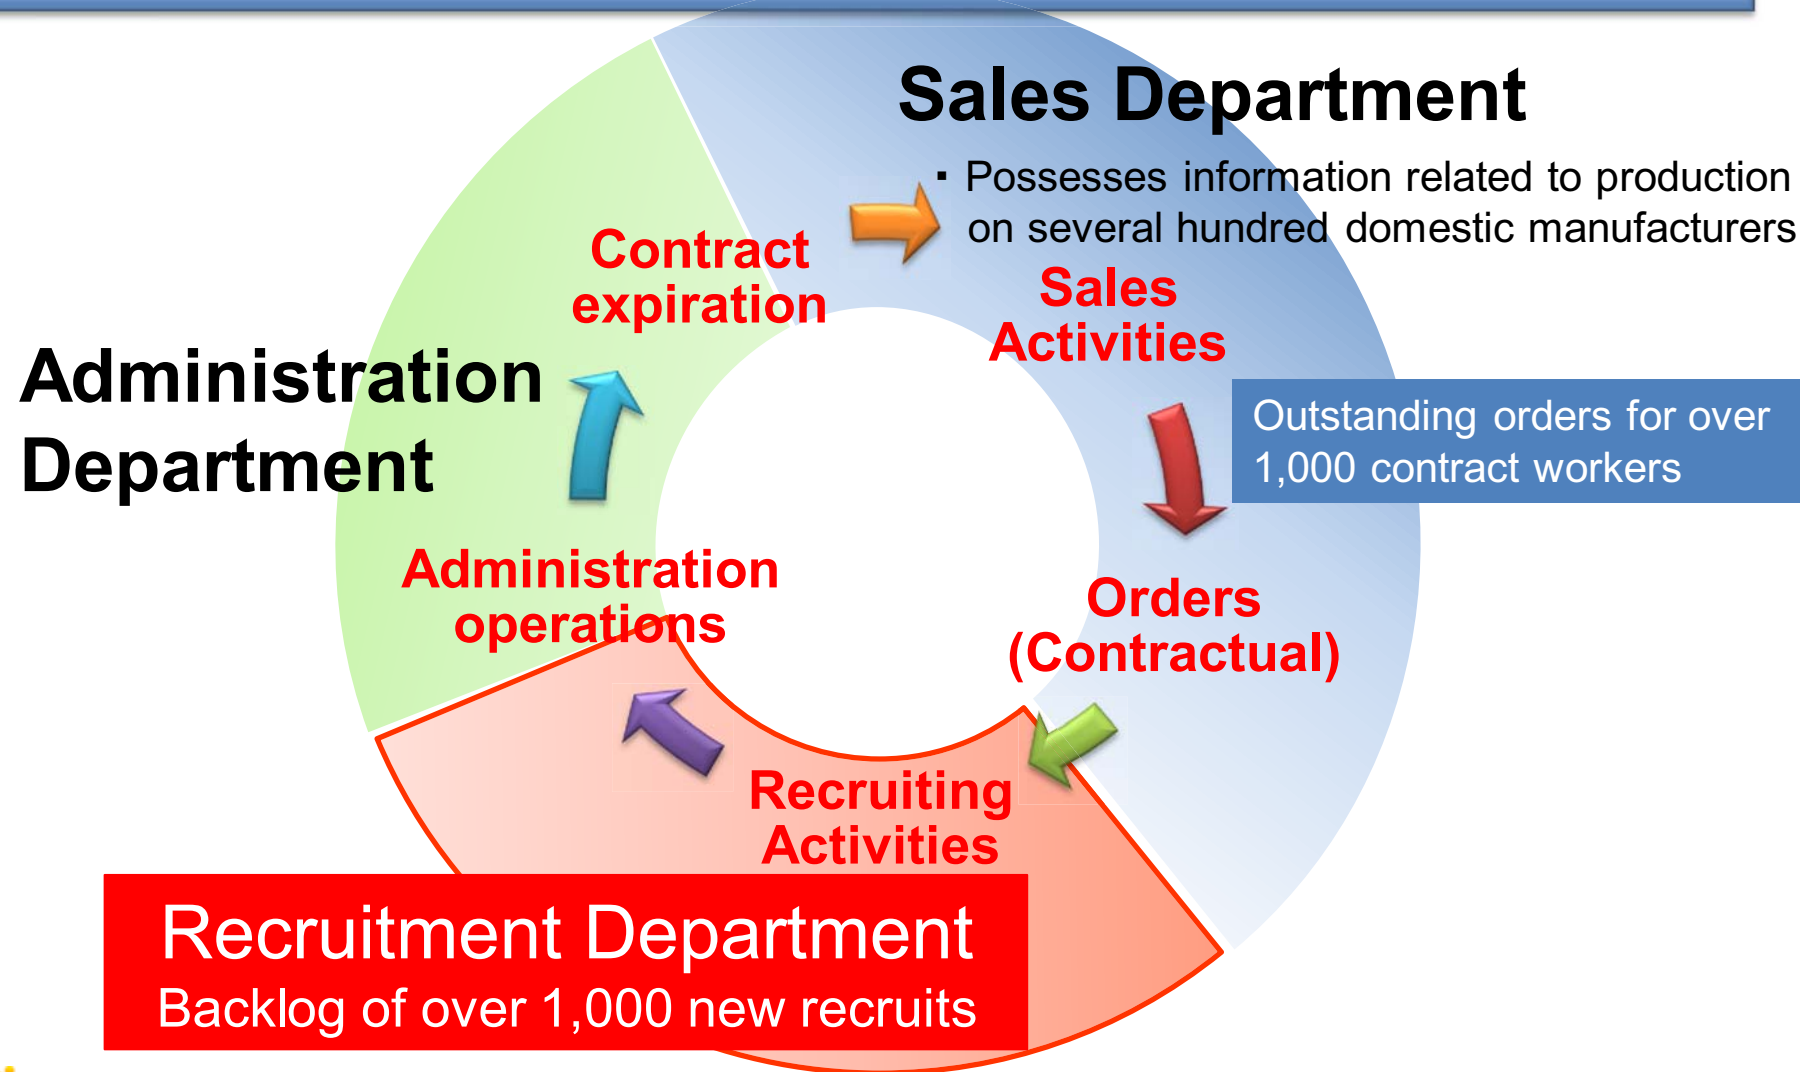 Sales Department
▪ Possesses information related to production
on several hundred domestic manufacturers
Contract
expiration
Sales
Activities
Administration
Department
Outstanding orders for over
1,000 contract workers
Administration
operations
Orders
(Contractual)
Recruiting
Activities
Recruitment Department
Backlog of over 1,000 new recruits